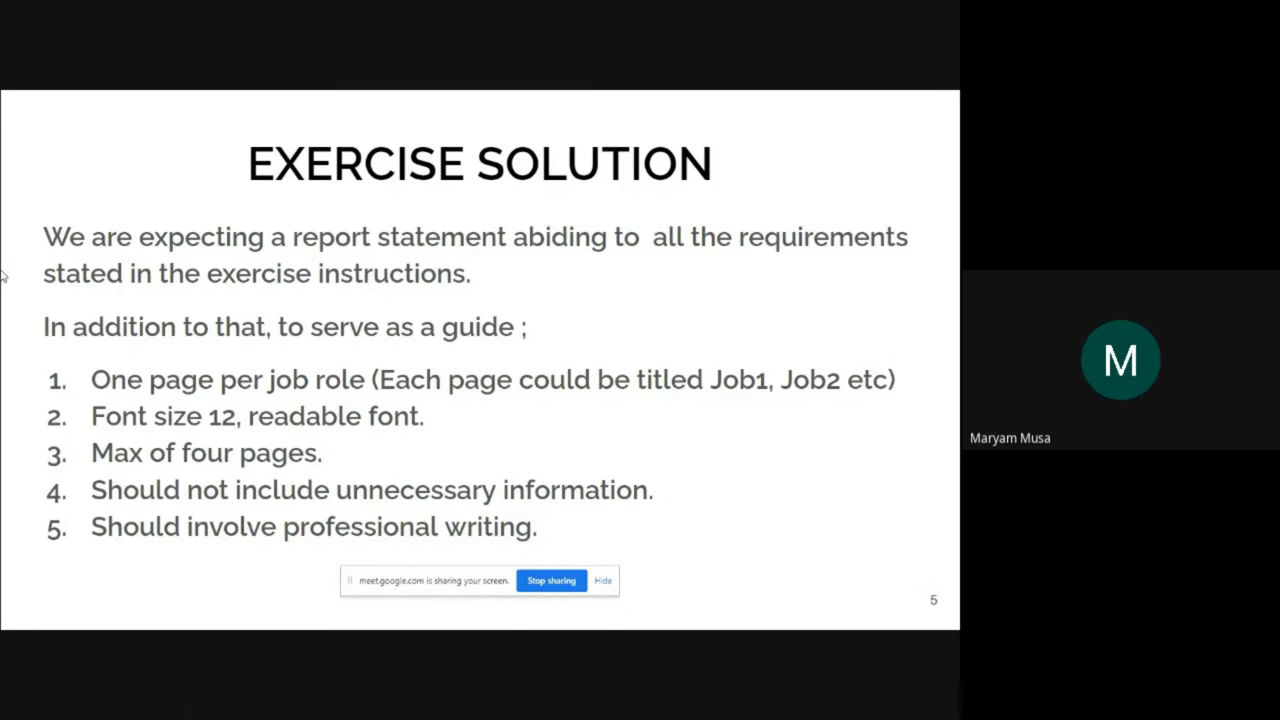 EXERCISE SOLUTION
We are expecting a report statement abiding to  all the requirements
stated in the exercise instructions.
In addition to that, to serve as a guide ;
1. One page per job role (Each page could be titled Job1, Job2 etc)
2. Font size 12, readable font.
3. Max of four pages.
4. Should not include unnecessary information.
5. Should involve professional writing.
meet.google.com is sharing your screen. Stop sharing Hide
5
M
Maryam Musa